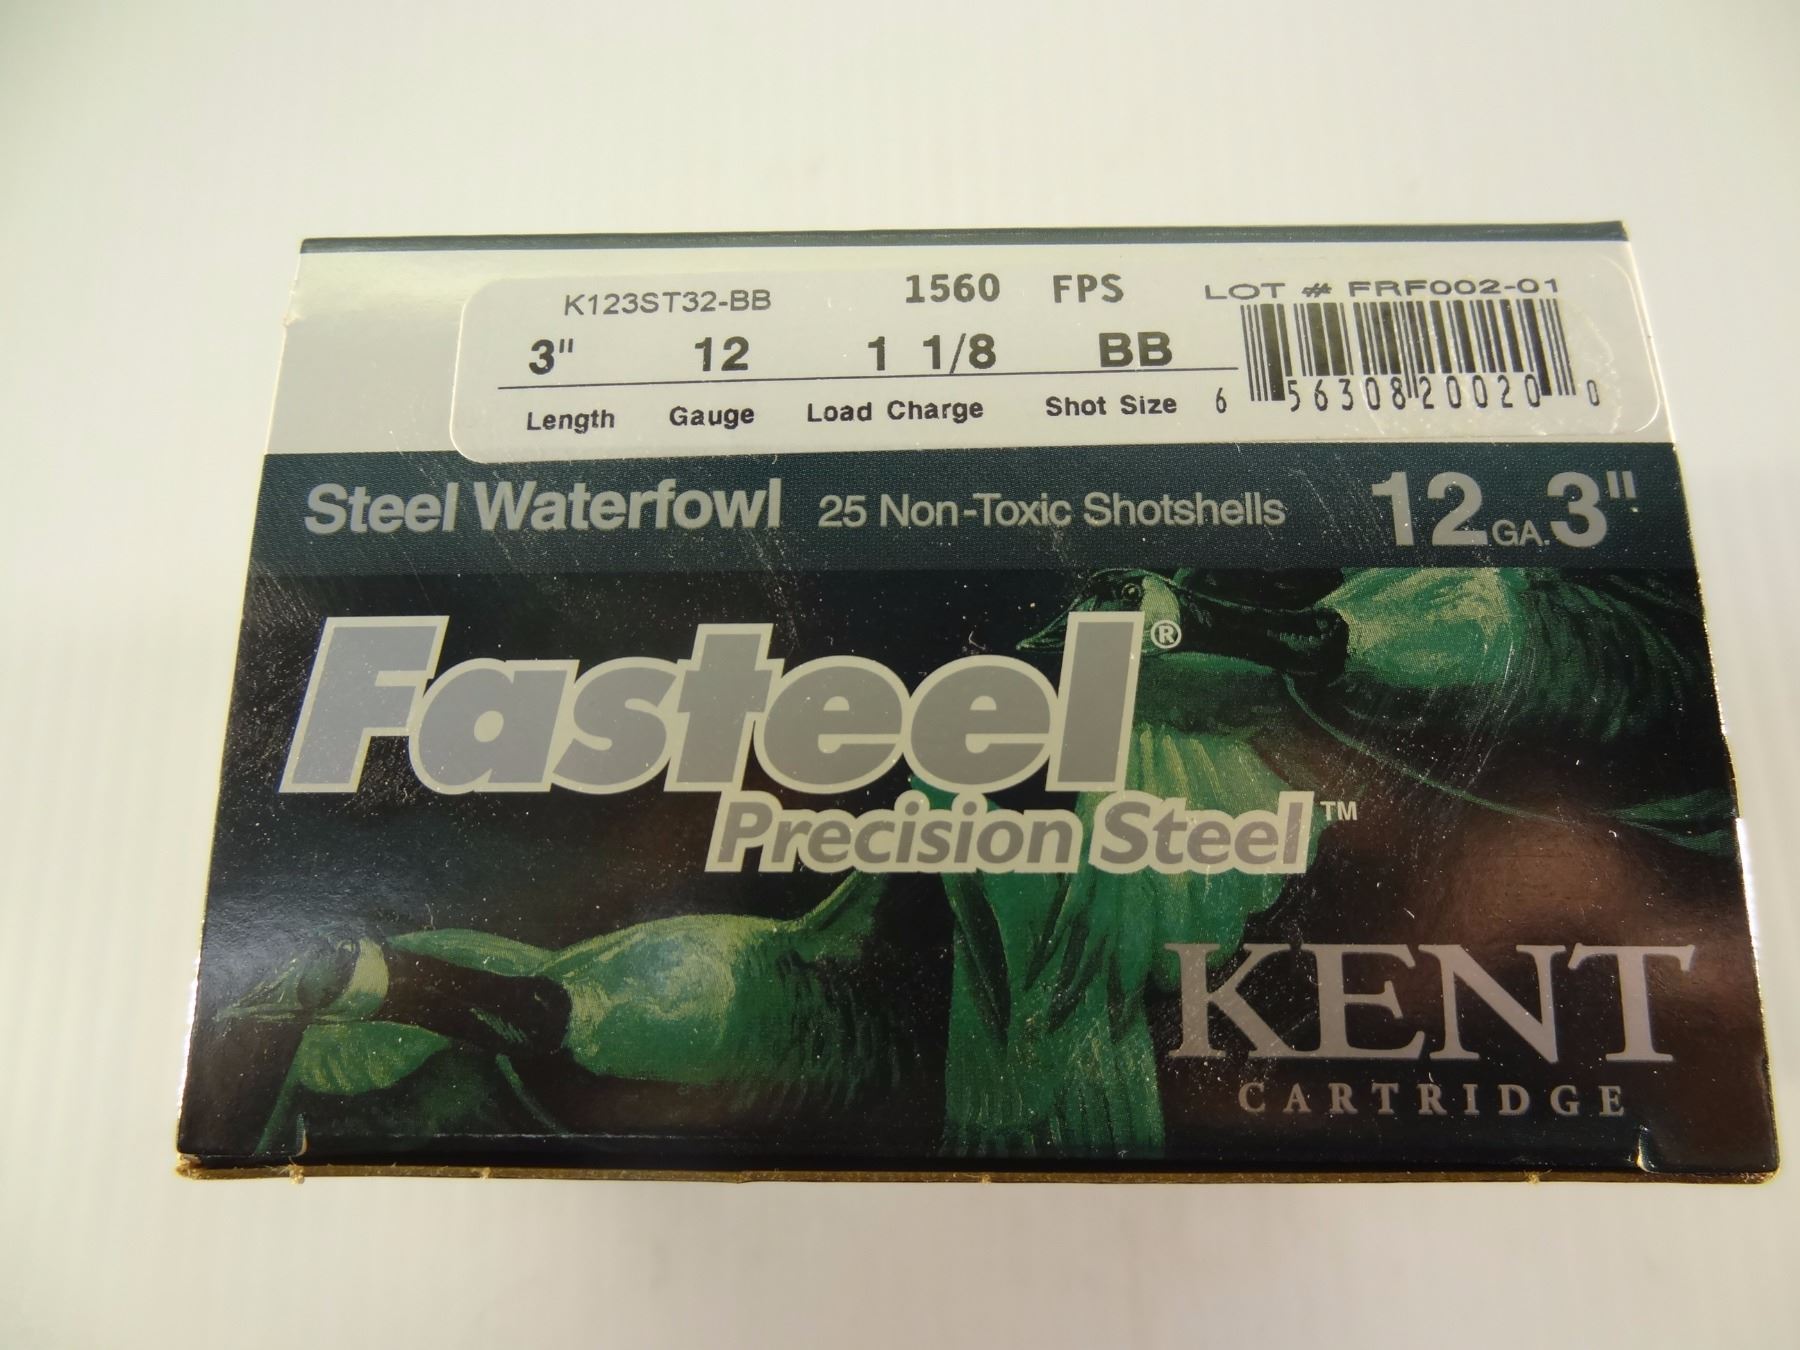 K123ST32-BB 1560 FPS LOT # FRF002-01
3" 12 1 1/8 BB
Length Gauge Load Charge Shot Size
6 56308 20020 0
Steel Waterfowl 25 Non-Toxic Shotshells 12 GA. 3"
Fasteel®
Precision Steel™
KENT
CARTRIDGE